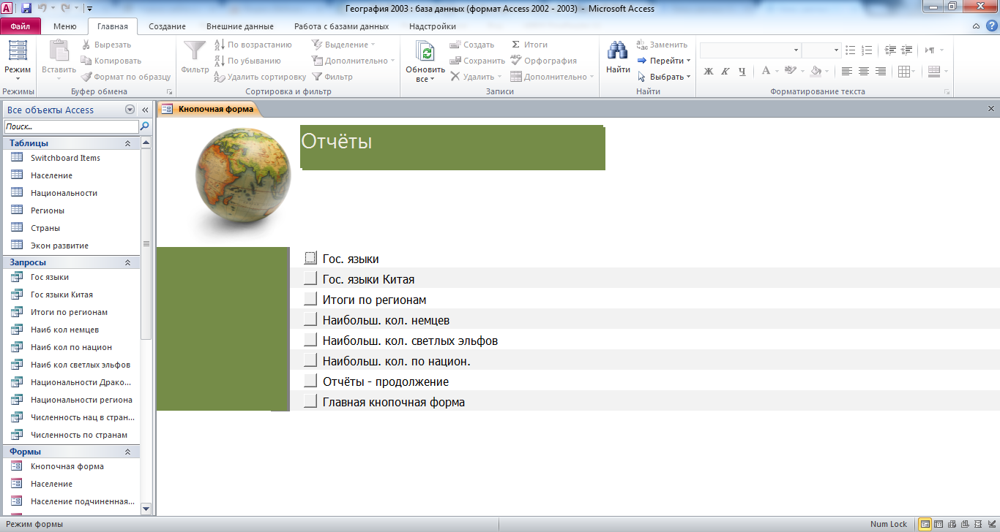 География 2003 : база данных (формат Access 2002 - 2003) - Microsoft Access
Файл Меню Главная Создание Внешние данные Работа с базами данных Надстройки
Режим
Режимы
Вставить
Вырезать
Копировать
Формат по образцу
Буфер обмена
Фильтр
По возрастанию
По убыванию
Удалить сортировку
Выделение
Дополнительно
Фильтр
Сортировка и фильтр
Обновить
все
Создать
Сохранить
Удалить
Итоги
Орфография
Дополнительно
Записи
Найти
Заменить
Перейти
Выбрать
Найти
Ж К Ч А
Форматирование текста
Все объекты Access
Поиск...
Таблицы
Switchboard Items
Население
Национальности
Регионы
Страны
Экон развитие
Запросы
Гос языки
Гос языки Китая
Итоги по регионам
Наиб кол немцев
Наиб кол по национ
Наиб кол светлых эльфов
Национальности Драко...
Национальности региона
Численность нац в стран...
Численность по странам
Формы
Кнопочная форма
Население
Население подчиненная...
Кнопочная форма
Отчёты
Гос. языки
Гос. языки Китая
Итоги по регионам
Наибольш. кол. немцев
Наибольш. кол. светлых эльфов
Наибольш. кол. по национ.
Отчёты - продолжение
Главная кнопочная форма
Режим формы
Num Lock